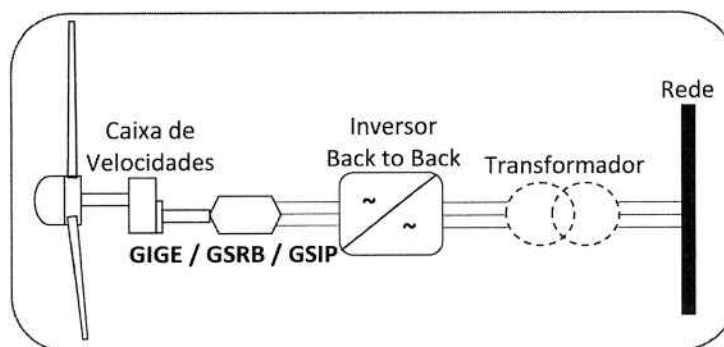 Caixa de
Velocidades
GIGE / GSRB / GSIP
Inversor
Back to Back
~
~
Transformador
Rede